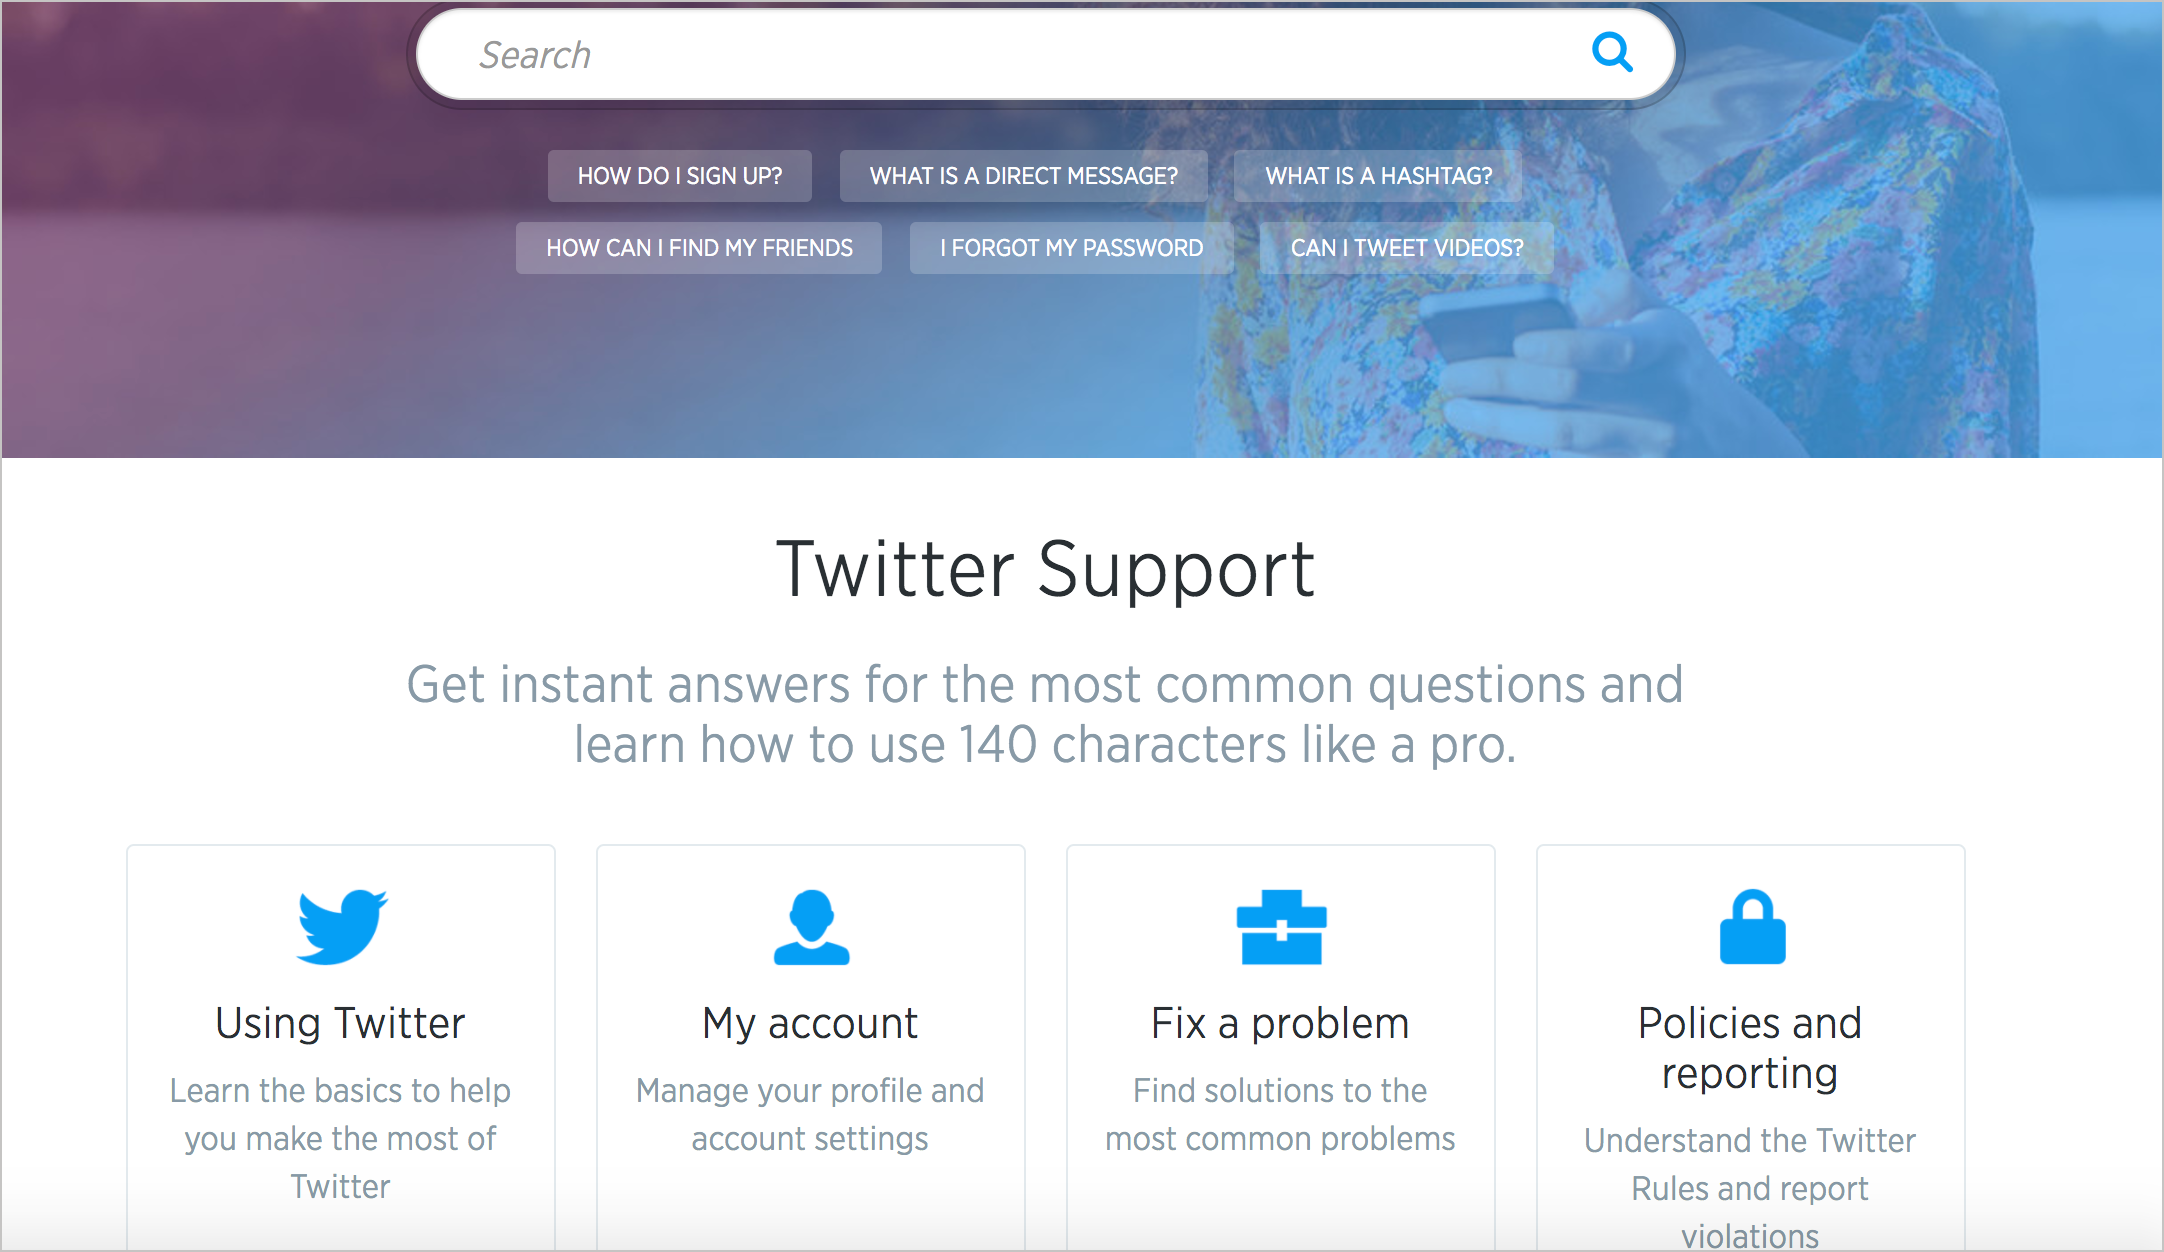 Search
HOW DO I SIGN UP?
WHAT IS A DIRECT MESSAGE?
WHAT IS A HASHTAG?
HOW CAN I FIND MY FRIENDS
I FORGOT MY PASSWORD
CAN I TWEET VIDEOS?
Twitter Support
Get instant answers for the most common questions and
learn how to use 140 characters like a pro.
Using Twitter
Learn the basics to help
you make the most of
Twitter
My account
Manage your profile and
account settings
Fix a problem
Find solutions to the
most common problems
Policies and
reporting
Understand the Twitter
Rules and report
violations